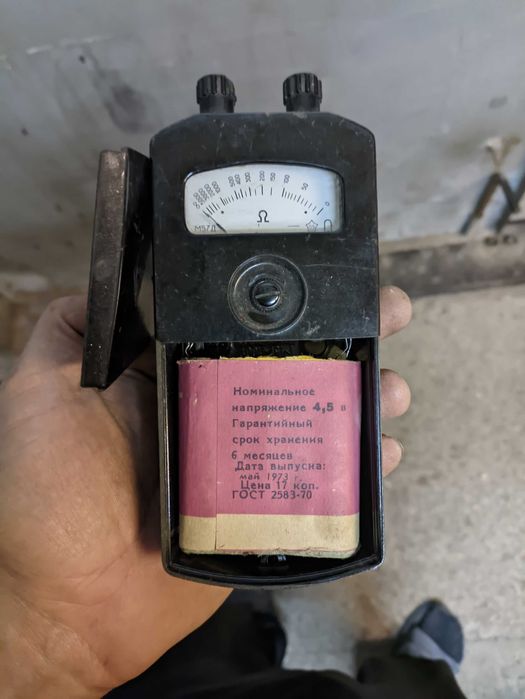 Ω
М57Д
Номинальное
напряжение 4,5 в
Гарантийный
срок хранения
6 месяцев
Дата выпуска:
май 1973 г.
Цена 17 коп.
ГОСТ 2583-70